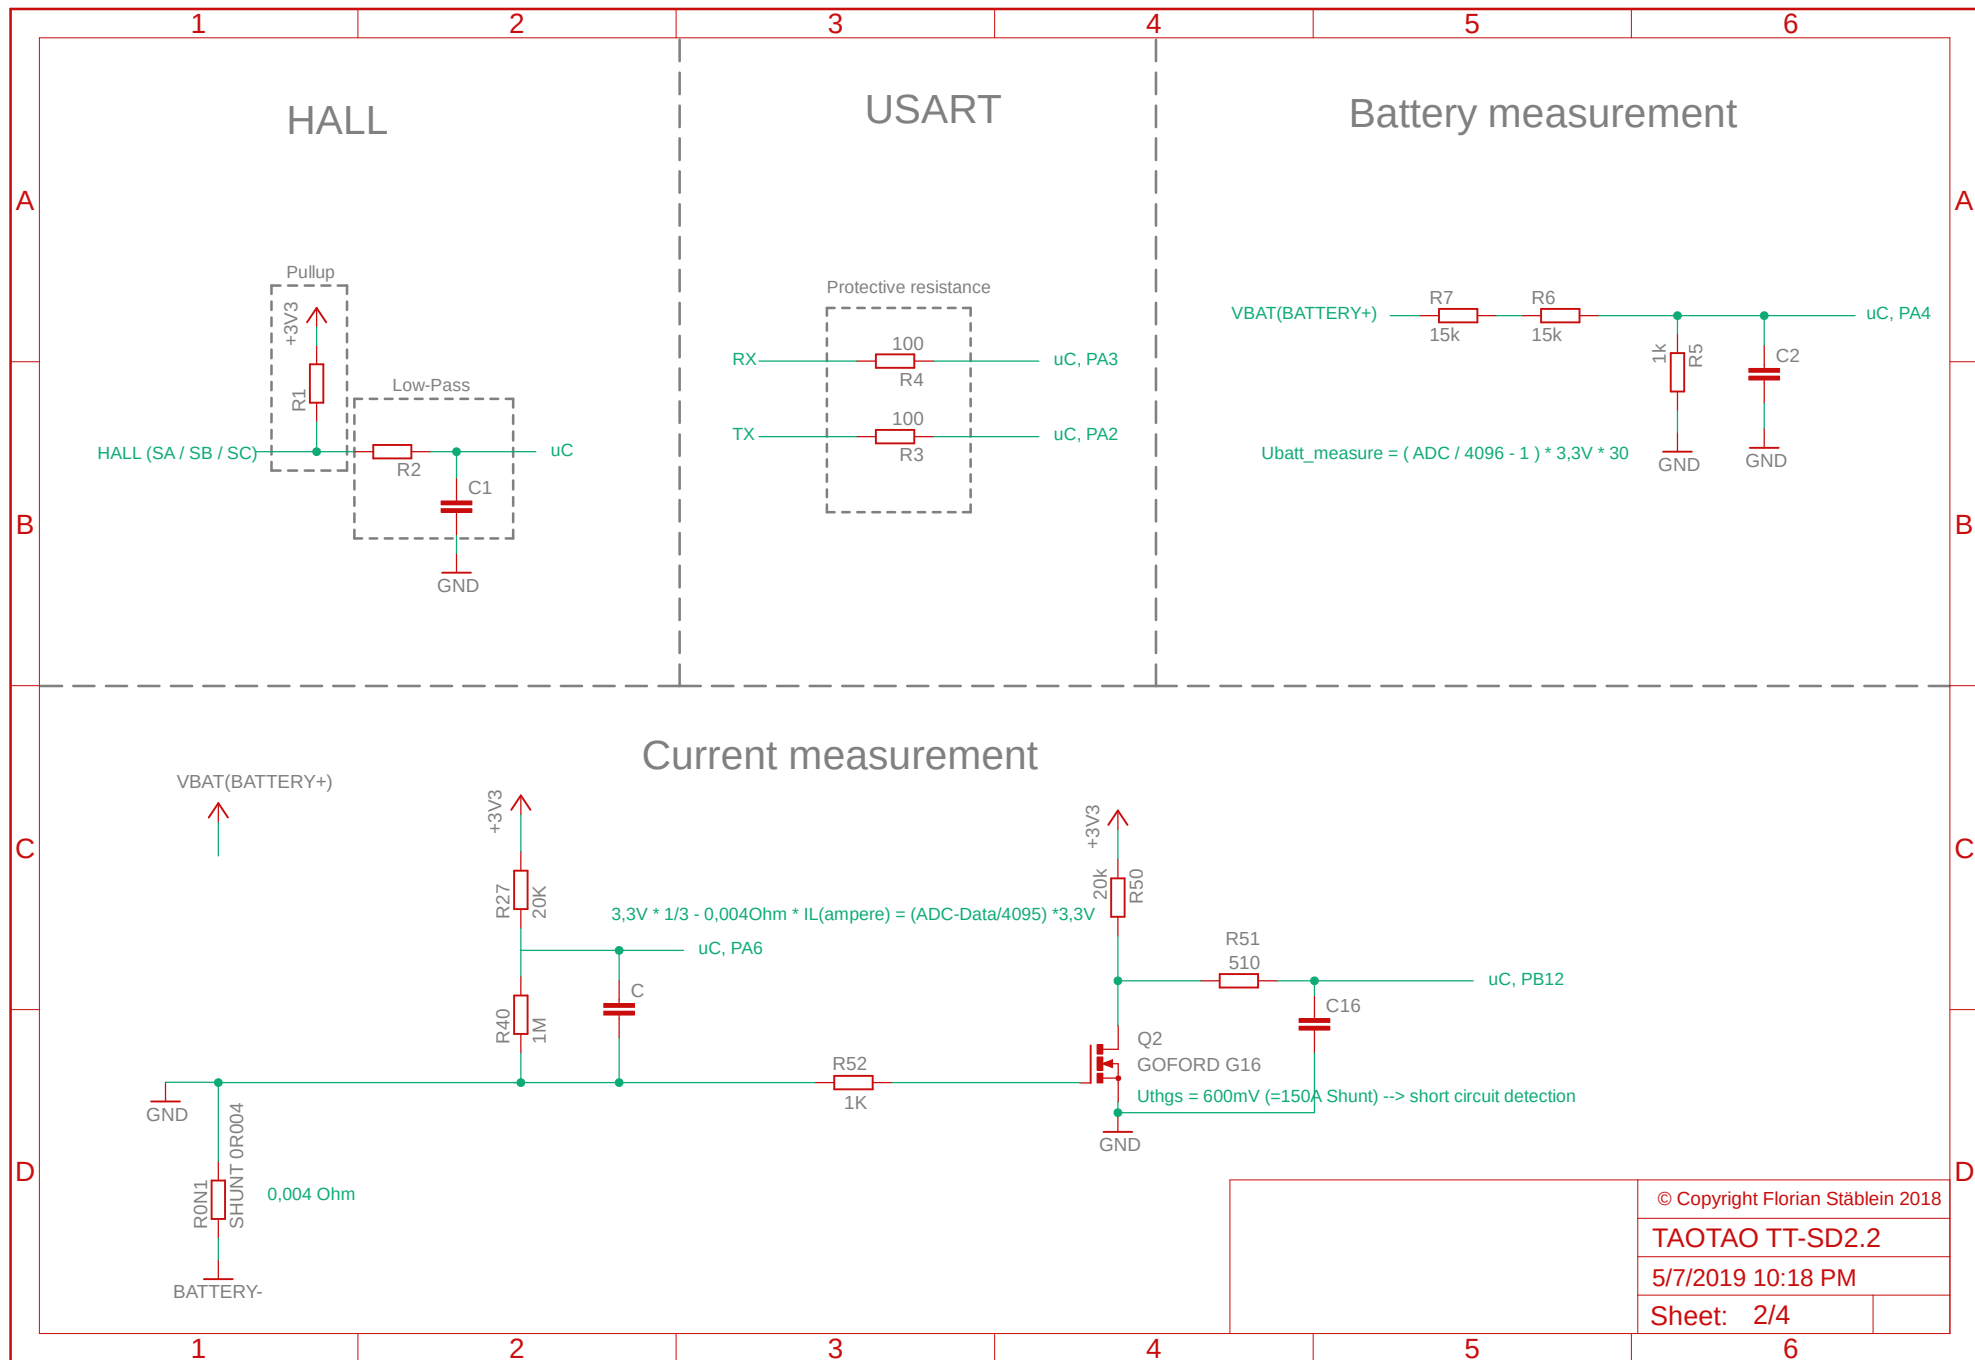 1 2 3 4 5 6
HALL
USART
Battery measurement
A
A
Pullup
+3V3
R1
Low-Pass
HALL (SA / SB / SC)
R2
uC
C1
GND
Protective resistance
RX
100
R4
uC, PA3
TX
100
R3
uC, PA2
VBAT(BATTERY+)
R7
15k
R6
15k
uC, PA4
1k
R5
C2
GND
GND
Ubatt_measure = ( ADC / 4096 - 1 ) * 3,3V * 30
B
B
Current measurement
VBAT(BATTERY+)
+3V3
R27
20K
3,3V * 1/3 - 0,004Ohm * IL(ampere) = (ADC-Data/4095) *3,3V
uC, PA6
C
R40
1M
+3V3
20k
R50
R51
510
uC, PB12
C16
C
C
Q2
GOFORD G16
Uthgs = 600mV (=150A Shunt) --> short circuit detection
GND
R52
1K
GND
R0N1
SHUNT 0R004
0,004 Ohm
BATTERY-
D
D
© Copyright Florian Stäblein 2018
TAOTAO TT-SD2.2
5/7/2019 10:18 PM
Sheet: 2/4
1 2 3 4 5 6